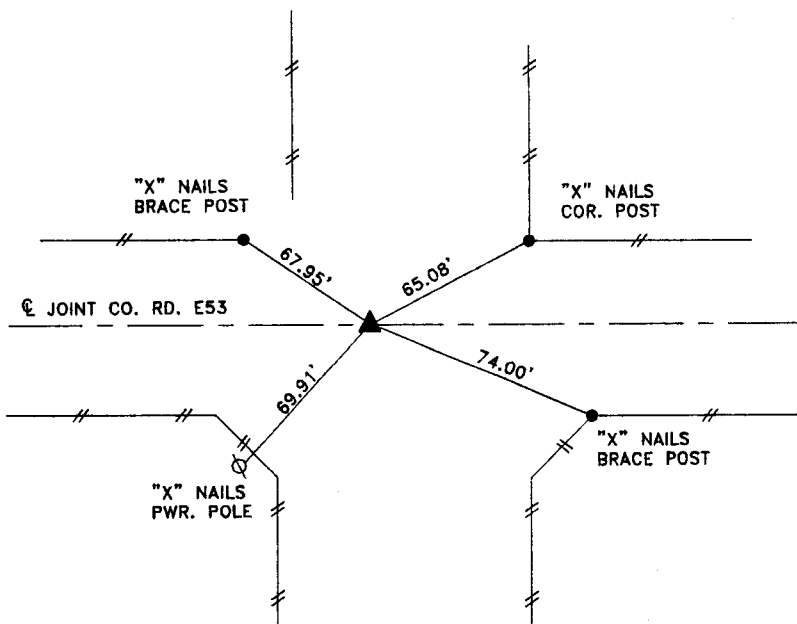 "X" NAILS
BRACE POST
"X" NAILS
COR. POST
67.95'
65.08'
℄ JOINT CO. RD. E53
74.00'
69.91'
"X" NAILS
BRACE POST
"X" NAILS
PWR. POLE